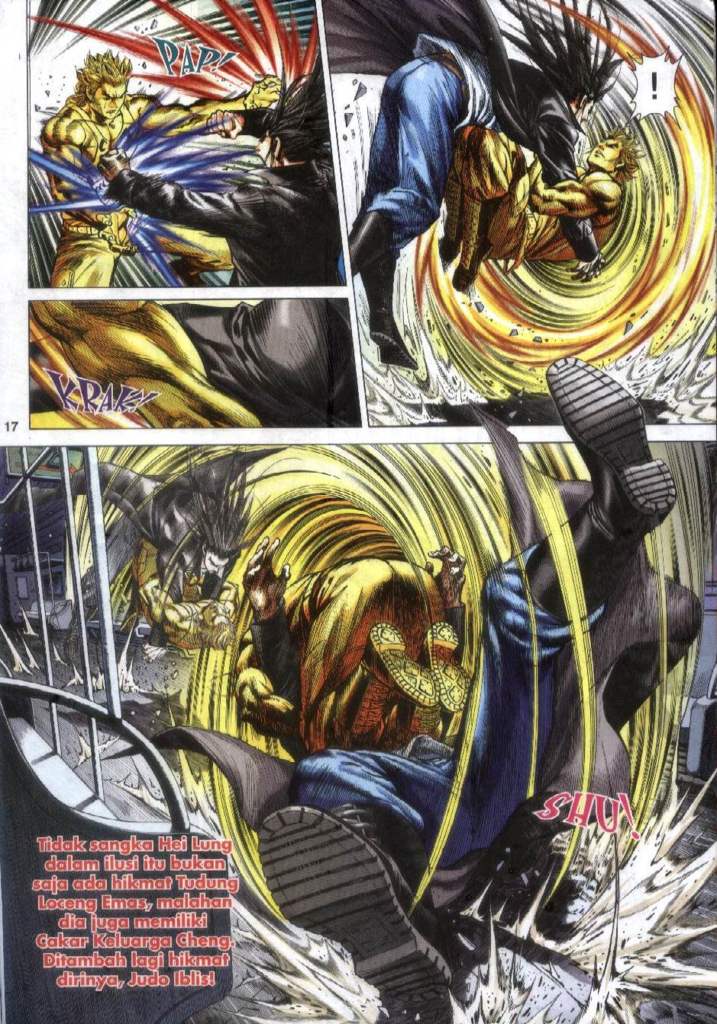 PAP!
!
KRAK!
17
SHU!
Tidak sangka Hei Lung
dalam ilusi itu bukan
saja ada hikmat Tudung
Loceng Emas, malahan
dia juga memiliki
Cakar Keluarga Cheng.
Ditambah lagi hikmat
dirinya, Judo Iblis!